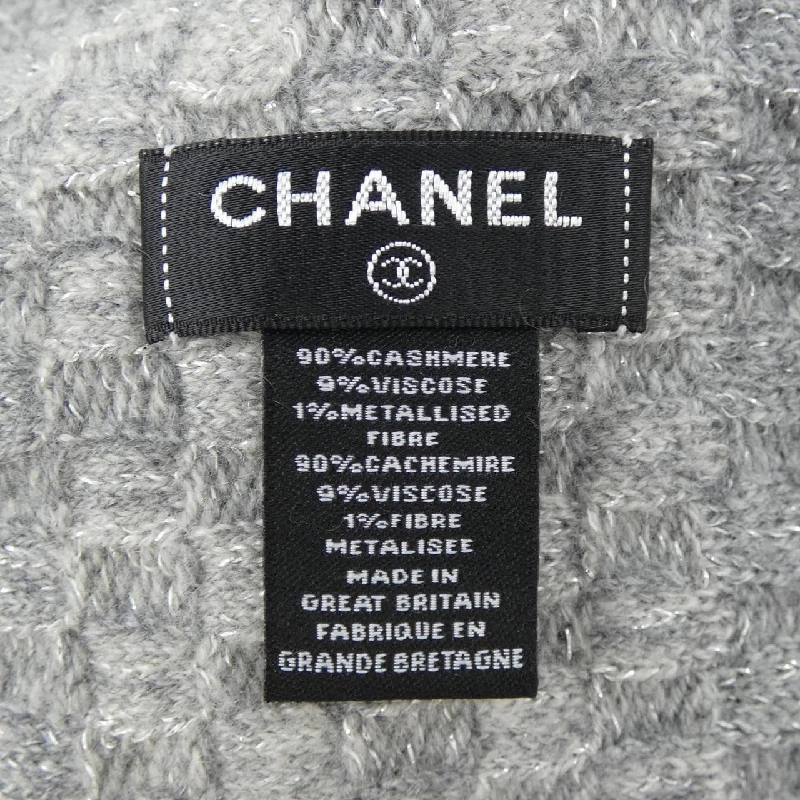 CHANEL
90%CASHMERE
9%VISCOSE
1%METALLISED
FIBRE
90%CACHEMIRE
9%VISCOSE
1%FIBRE
METALISEE
MADE IN
GREAT BRITAIN
FABRIQUE EN
GRANDE BRETAGNE